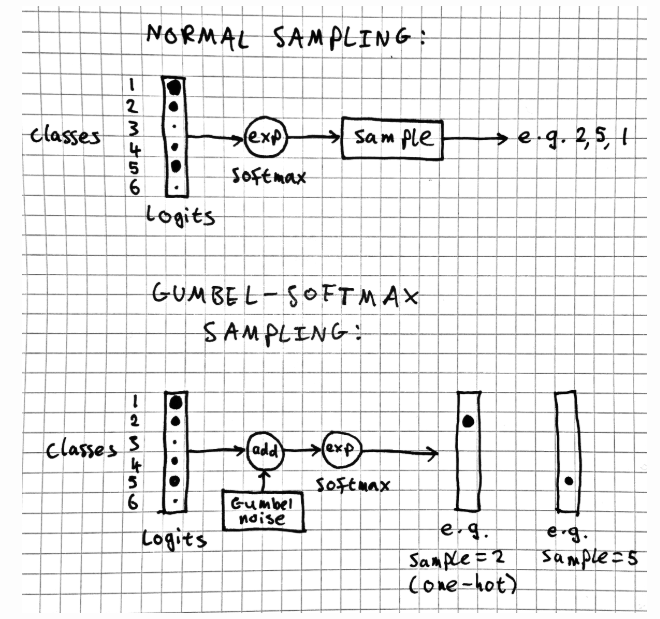 NORMAL SAMPLING:
1
2
3
4
5
6
classes
exp
sample
e.g. 2, 5, 1
softmax
Logits
GUMBEL-SOFTMAX
SAMPLING:
1
2
3
4
5
6
classes
add
exp
softmax
Gumbel
noise
Logits
e.g.
sample=2
(one-hot)
e.g.
sample=5